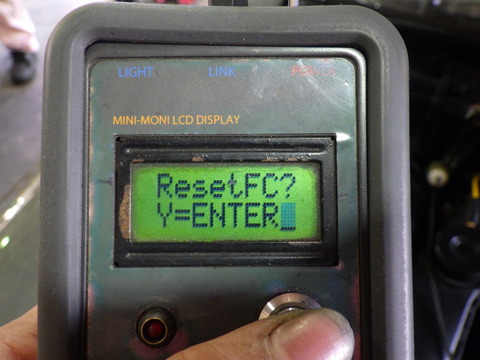 LIGHT LINK POWER
MINI-MONI LCD DISPLAY
ResetFC?
Y=ENTER